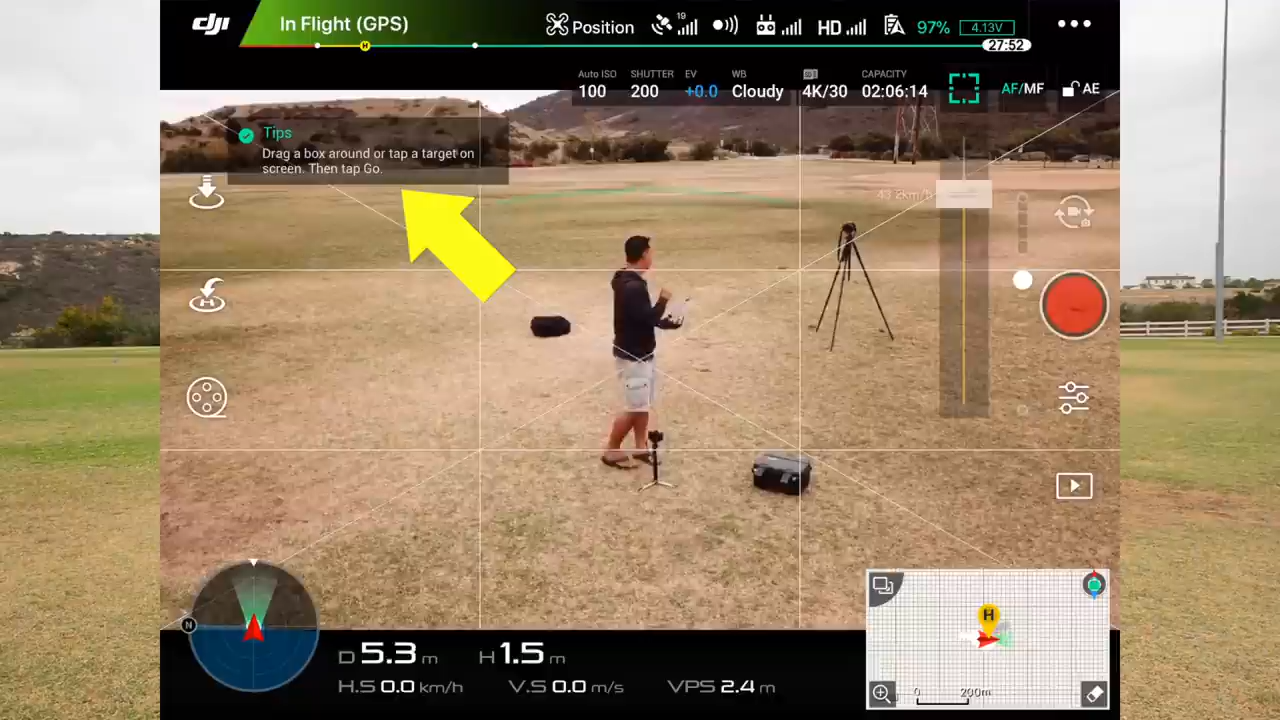 dji
In Flight (GPS)
Position
19
HD
97%
4.13V
H
27:52
Auto ISO
100
SHUTTER
200
EV
+0.0
WB
Cloudy
4K/30
CAPACITY
02:06:14
AF/MF
AE
Tips
Drag a box around or tap a target on
screen. Then tap Go.
H
N
D 5.3 m
H 1.5 m
H.S 0.0 km/h
V.S 0.0 m/s
VPS 2.4 m
H
0
200m